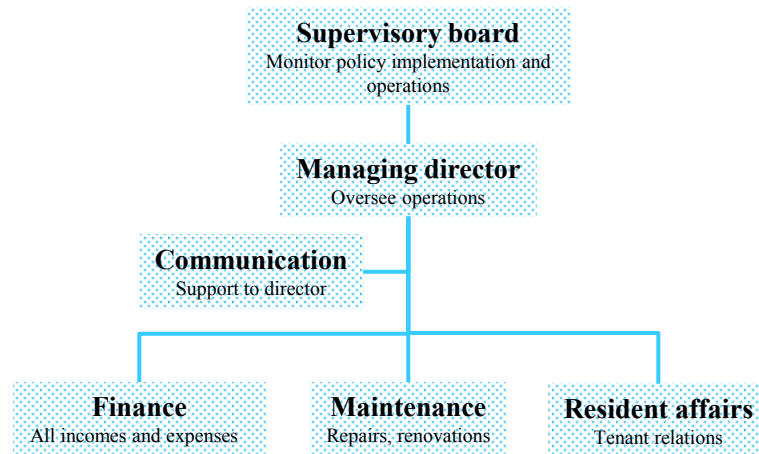 Supervisory board
Monitor policy implementation and
operations
Managing director
Oversee operations
Communication
Support to director
Finance
All incomes and expenses
Maintenance
Repairs, renovations
Resident affairs
Tenant relations